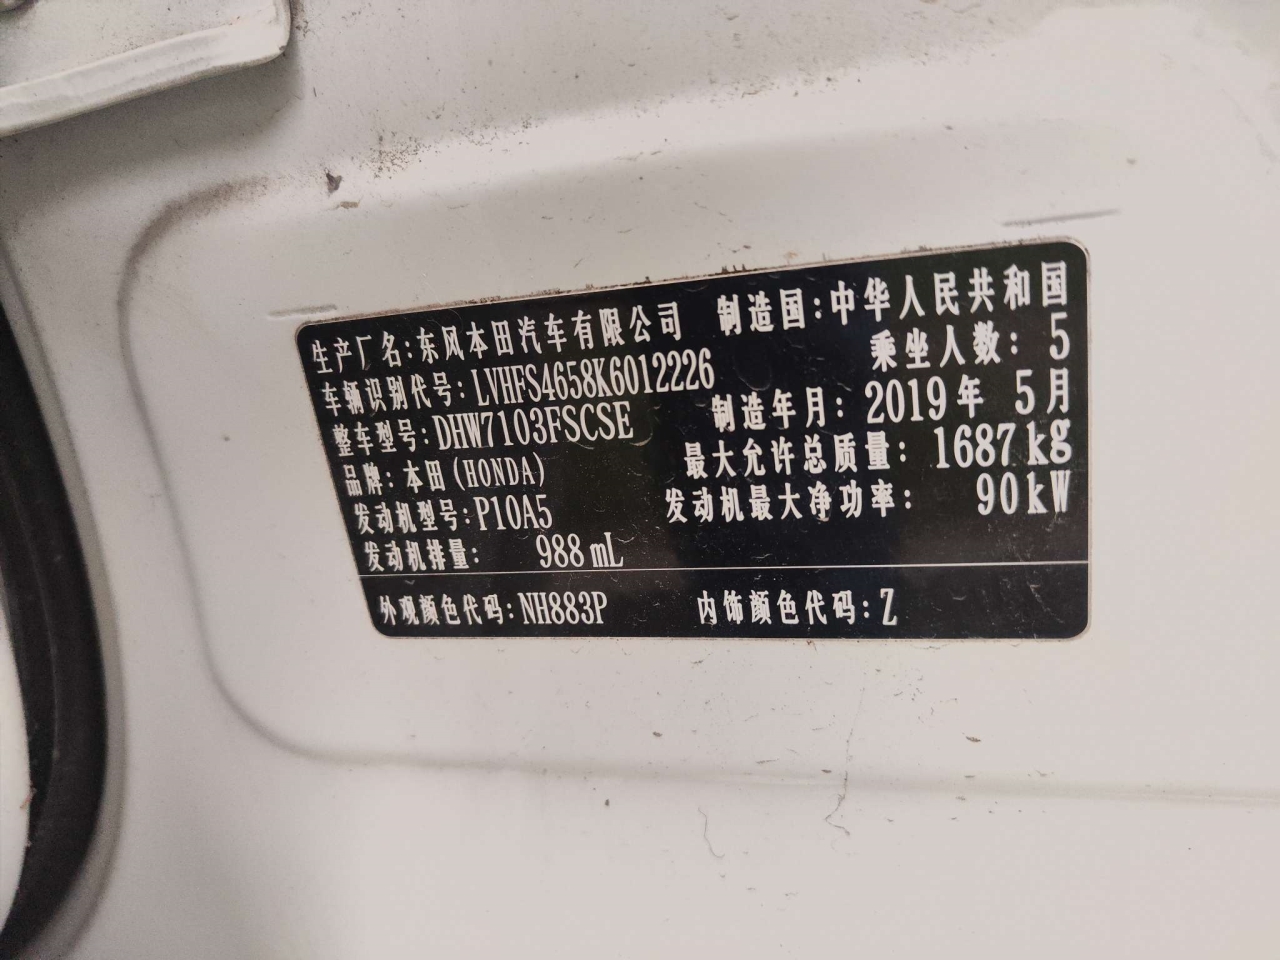 生产厂名:东风本田汽车有限公司 制造国:中华人民共和国
车辆识别代号:LVHFS4658K6012226 乘坐人数: 5
整车型号:DHW7103FSCSE 制造年月:2019年 5月
品牌:本田(HONDA) 最大允许总质量: 1687kg
发动机型号:P10A5 发动机最大净功率: 90kW
发动机排量: 988 mL
外观颜色代码:NH883P 内饰颜色代码:Z